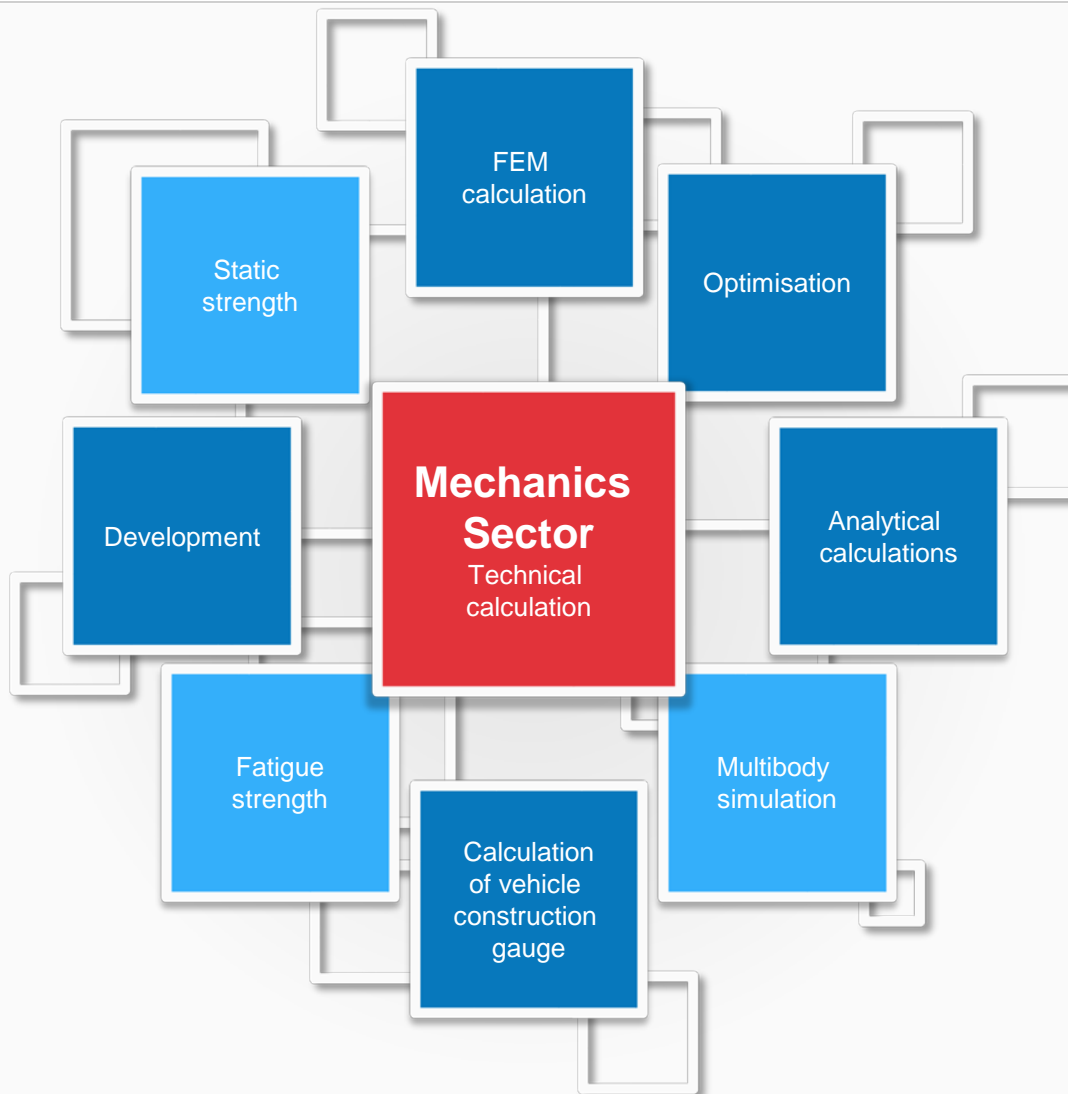 FEM
calculation
Static
strength
Optimisation
Mechanics
Sector
Technical
calculation
Development
Analytical
calculations
Fatigue
strength
Multibody
simulation
Calculation
of vehicle
construction
gauge